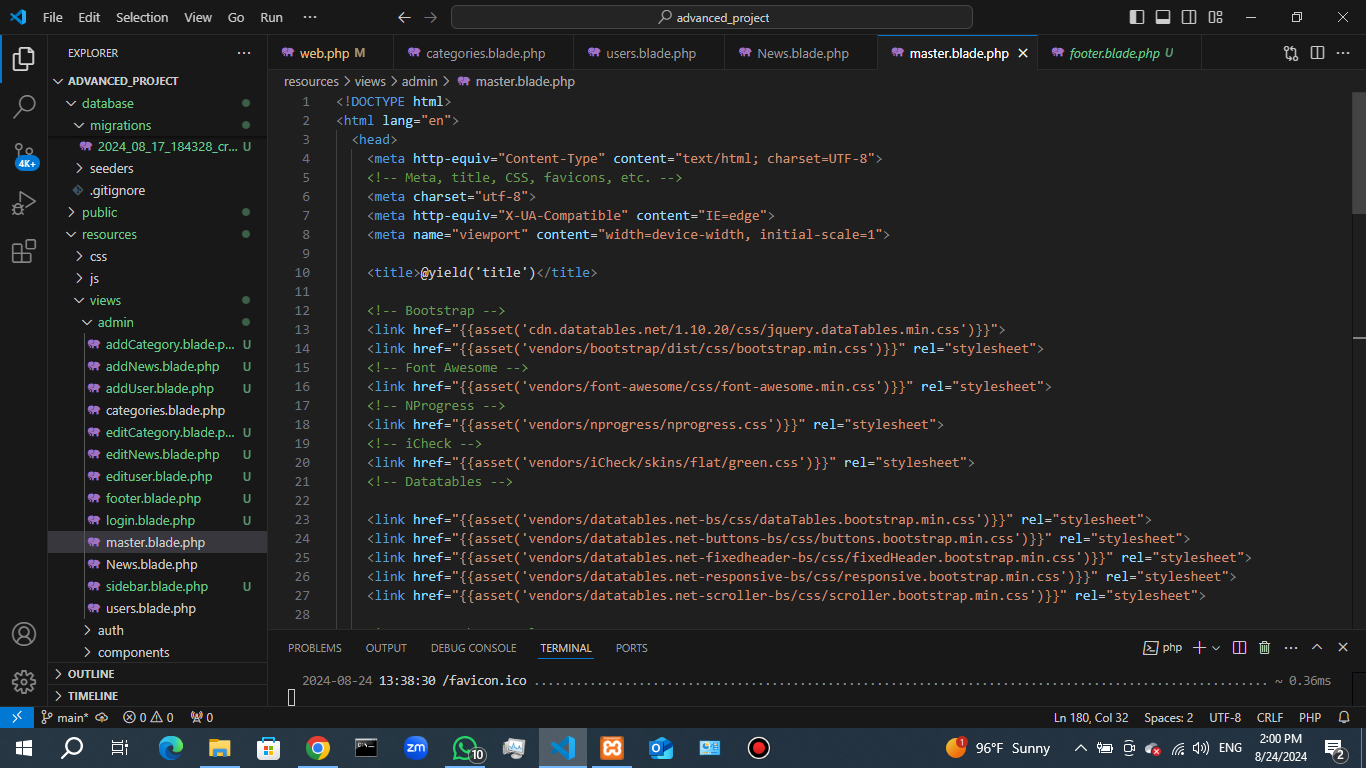 File Edit Selection View Go Run ··· advanced_project
EXPLORER ···
ADVANCED_PROJECT
database
migrations
2024_08_17_184328_cr... U
seeders
.gitignore
public
resources
css
js
views
admin
addCategory.blade.p... U
addNews.blade.php U
addUser.blade.php U
categories.blade.php
editCategory.blade.p... U
editNews.blade.php U
edituser.blade.php U
footer.blade.php U
login.blade.php U
master.blade.php
News.blade.php
sidebar.blade.php U
users.blade.php
auth
components
OUTLINE
TIMELINE
4K+
web.php M categories.blade.php users.blade.php News.blade.php master.blade.php footer.blade.php U
resources > views > admin > master.blade.php
1 <!DOCTYPE html>
2 <html lang="en">
3 <head>
4 <meta http-equiv="Content-Type" content="text/html; charset=UTF-8">
5 <!-- Meta, title, CSS, favicons, etc. -->
6 <meta charset="utf-8">
7 <meta http-equiv="X-UA-Compatible" content="IE=edge">
8 <meta name="viewport" content="width=device-width, initial-scale=1">
9
10 <title>@yield('title')</title>
11
12 <!-- Bootstrap -->
13 <link href="{{asset('cdn.datatables.net/1.10.20/css/jquery.dataTables.min.css')}}">
14 <link href="{{asset('vendors/bootstrap/dist/css/bootstrap.min.css')}}" rel="stylesheet">
15 <!-- Font Awesome -->
16 <link href="{{asset('vendors/font-awesome/css/font-awesome.min.css')}}" rel="stylesheet">
17 <!-- NProgress -->
18 <link href="{{asset('vendors/nprogress/nprogress.css')}}" rel="stylesheet">
19 <!-- iCheck -->
20 <link href="{{asset('vendors/iCheck/skins/flat/green.css')}}" rel="stylesheet">
21 <!-- Datatables -->
22
23 <link href="{{asset('vendors/datatables.net-bs/css/dataTables.bootstrap.min.css')}}" rel="stylesheet">
24 <link href="{{asset('vendors/datatables.net-buttons-bs/css/buttons.bootstrap.min.css')}}" rel="stylesheet">
25 <link href="{{asset('vendors/datatables.net-fixedheader-bs/css/fixedHeader.bootstrap.min.css')}}" rel="stylesheet">
26 <link href="{{asset('vendors/datatables.net-responsive-bs/css/responsive.bootstrap.min.css')}}" rel="stylesheet">
27 <link href="{{asset('vendors/datatables.net-scroller-bs/css/scroller.bootstrap.min.css')}}" rel="stylesheet">
28
PROBLEMS OUTPUT DEBUG CONSOLE TERMINAL PORTS php
2024-08-24 13:38:30 /favicon.ico ............................................................................................... ~ 0.36ms
main* 0 0 0 Ln 180, Col 32 Spaces: 2 UTF-8 CRLF PHP
zm 10 1 96°F Sunny ENG 2:00 PM
8/24/2024 2